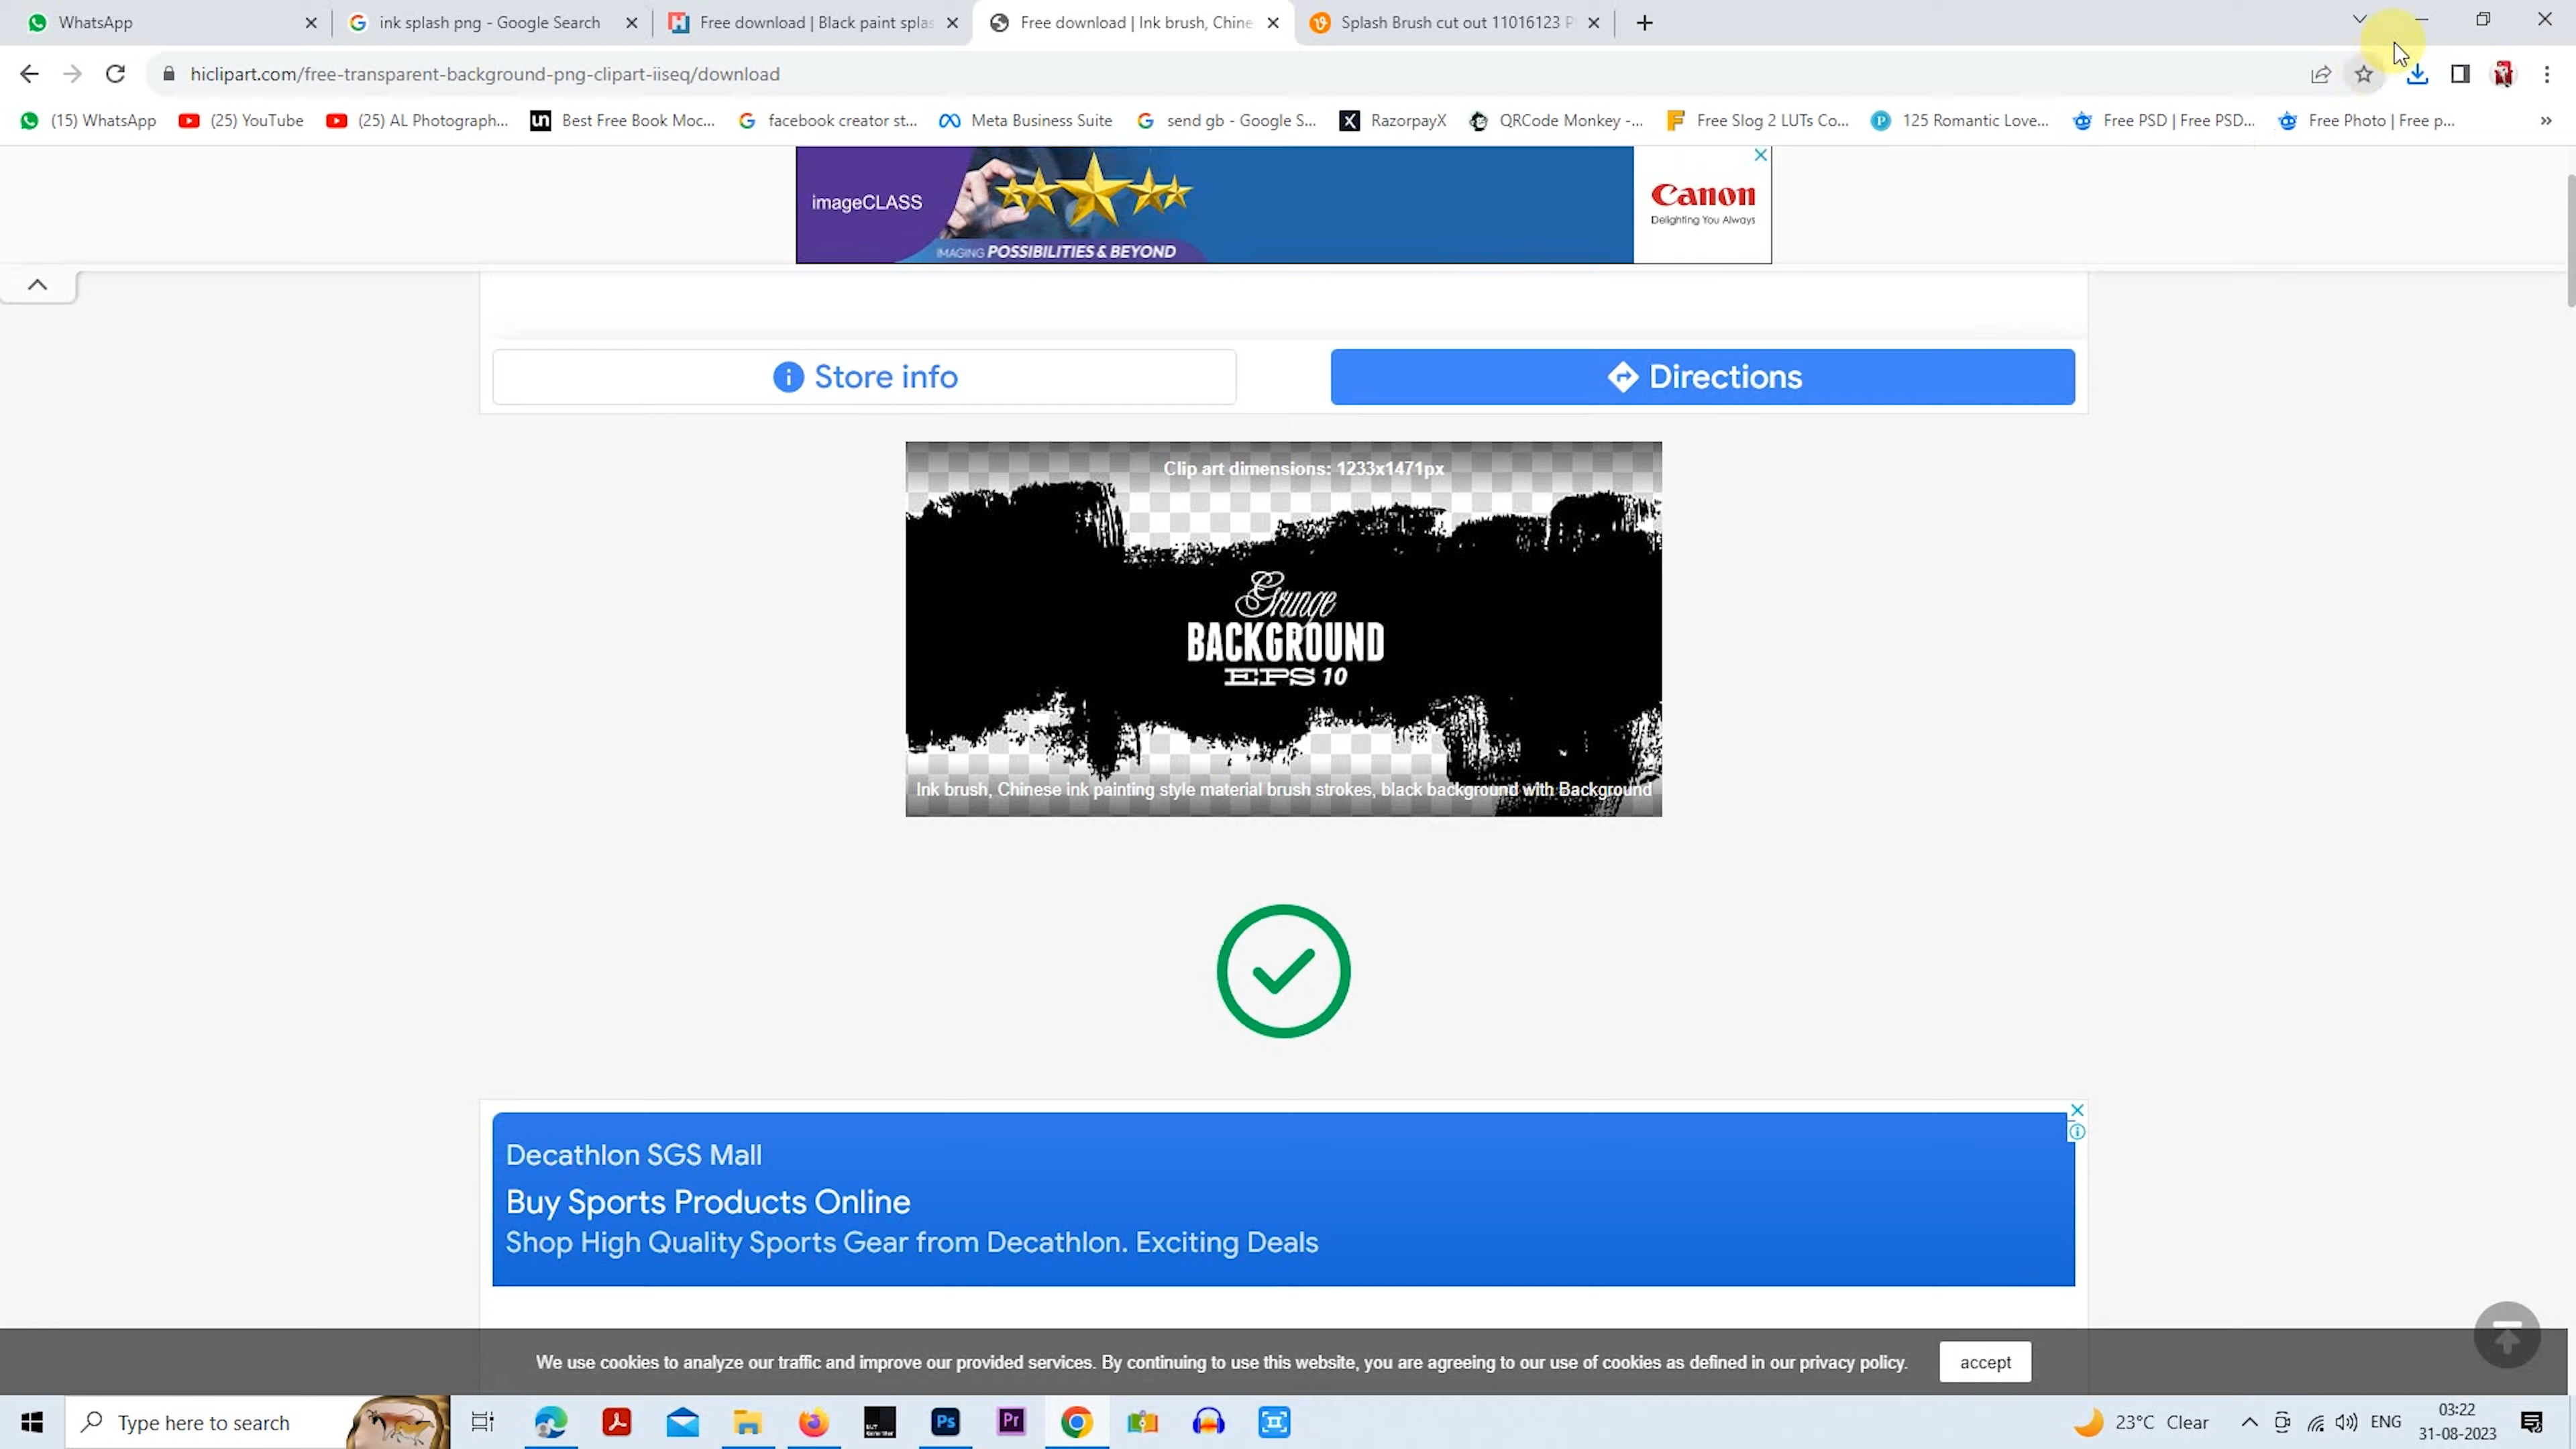 WhatsApp
ink splash png - Google Search
Free download | Black paint splas
Free download | Ink brush, Chine
Splash Brush cut out 11016123 P
hiclipart.com/free-transparent-background-png-clipart-iiseq/download
(15) WhatsApp
(25) YouTube
(25) AL Photograph...
un
Best Free Book Moc...
facebook creator st...
Meta Business Suite
send gb - Google S...
RazorpayX
QRCode Monkey -...
Free Slog 2 LUTs Co...
125 Romantic Love...
Free PSD | Free PSD...
Free Photo | Free p...
imageCLASS
IMAGING POSSIBILITIES & BEYOND
Canon
Delighting You Always
Store info
Directions
Clip art dimensions: 1233x1471px
Grunge
BACKGROUND
EPS 10
Ink brush, Chinese ink painting style material brush strokes, black background with Background
Decathlon SGS Mall
Buy Sports Products Online
Shop High Quality Sports Gear from Decathlon. Exciting Deals
We use cookies to analyze our traffic and improve our provided services. By continuing to use this website, you are agreeing to our use of cookies as defined in our privacy policy.
accept
Type here to search
Ps
Pr
23°C Clear
ENG
03:22
31-08-2023